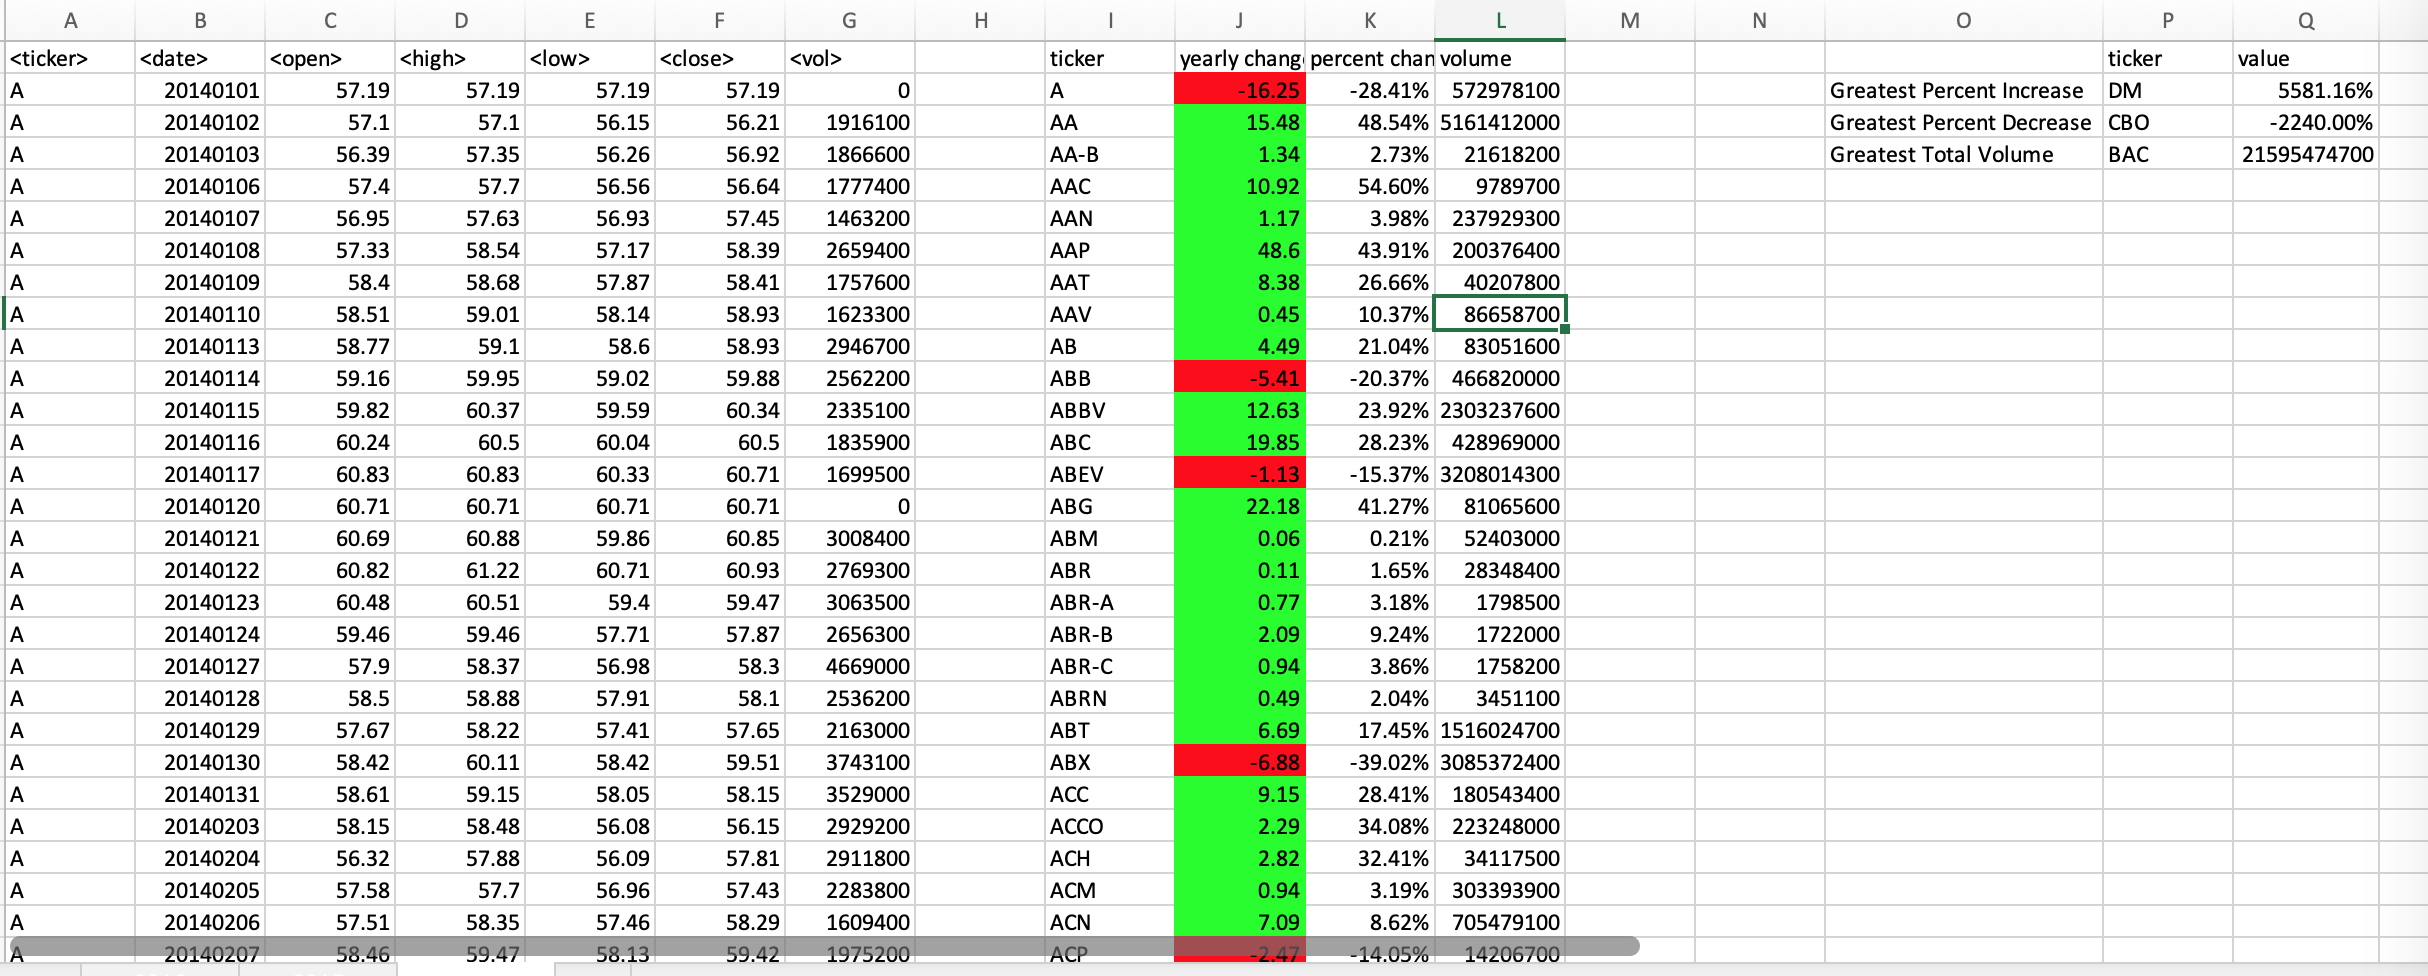 A B C D E F G H I J K L M N O P Q
<ticker> <date> <open> <high> <low> <close> <vol> ticker yearly chang percent chan volume ticker value
A 20140101 57.19 57.19 57.19 57.19 0 A -16.25 -28.41% 572978100 Greatest Percent Increase DM 5581.16%
A 20140102 57.1 57.1 56.15 56.21 1916100 AA 15.48 48.54% 5161412000 Greatest Percent Decrease CBO -2240.00%
A 20140103 56.39 57.35 56.26 56.92 1866600 AA-B 1.34 2.73% 21618200 Greatest Total Volume BAC 21595474700
A 20140106 57.4 57.7 56.56 56.64 1777400 AAC 10.92 54.60% 9789700
A 20140107 56.95 57.63 56.93 57.45 1463200 AAN 1.17 3.98% 237929300
A 20140108 57.33 58.54 57.17 58.39 2659400 AAP 48.6 43.91% 200376400
A 20140109 58.4 58.68 57.87 58.41 1757600 AAT 8.38 26.66% 40207800
A 20140110 58.51 59.01 58.14 58.93 1623300 AAV 0.45 10.37% 86658700
A 20140113 58.77 59.1 58.6 58.93 2946700 AB 4.49 21.04% 83051600
A 20140114 59.16 59.95 59.02 59.88 2562200 ABB -5.41 -20.37% 466820000
A 20140115 59.82 60.37 59.59 60.34 2335100 ABBV 12.63 23.92% 2303237600
A 20140116 60.24 60.5 60.04 60.5 1835900 ABC 19.85 28.23% 428969000
A 20140117 60.83 60.83 60.33 60.71 1699500 ABEV -1.13 -15.37% 3208014300
A 20140120 60.71 60.71 60.71 60.71 0 ABG 22.18 41.27% 81065600
A 20140121 60.69 60.88 59.86 60.85 3008400 ABM 0.06 0.21% 52403000
A 20140122 60.82 61.22 60.71 60.93 2769300 ABR 0.11 1.65% 28348400
A 20140123 60.48 60.51 59.4 59.47 3063500 ABR-A 0.77 3.18% 1798500
A 20140124 59.46 59.46 57.71 57.87 2656300 ABR-B 2.09 9.24% 1722000
A 20140127 57.9 58.37 56.98 58.3 4669000 ABR-C 0.94 3.86% 1758200
A 20140128 58.5 58.88 57.91 58.1 2536200 ABRN 0.49 2.04% 3451100
A 20140129 57.67 58.22 57.41 57.65 2163000 ABT 6.69 17.45% 1516024700
A 20140130 58.42 60.11 58.42 59.51 3743100 ABX -6.88 -39.02% 3085372400
A 20140131 58.61 59.15 58.05 58.15 3529000 ACC 9.15 28.41% 180543400
A 20140203 58.15 58.48 56.08 56.15 2929200 ACCO 2.29 34.08% 223248000
A 20140204 56.32 57.88 56.09 57.81 2911800 ACH 2.82 32.41% 34117500
A 20140205 57.58 57.7 56.96 57.43 2283800 ACM 0.94 3.19% 303393900
A 20140206 57.51 58.35 57.46 58.29 1609400 ACN 7.09 8.62% 705479100
A 20140207 58.46 59.47 58.13 59.42 1975200 ACP -2.47 -14.05% 14206700